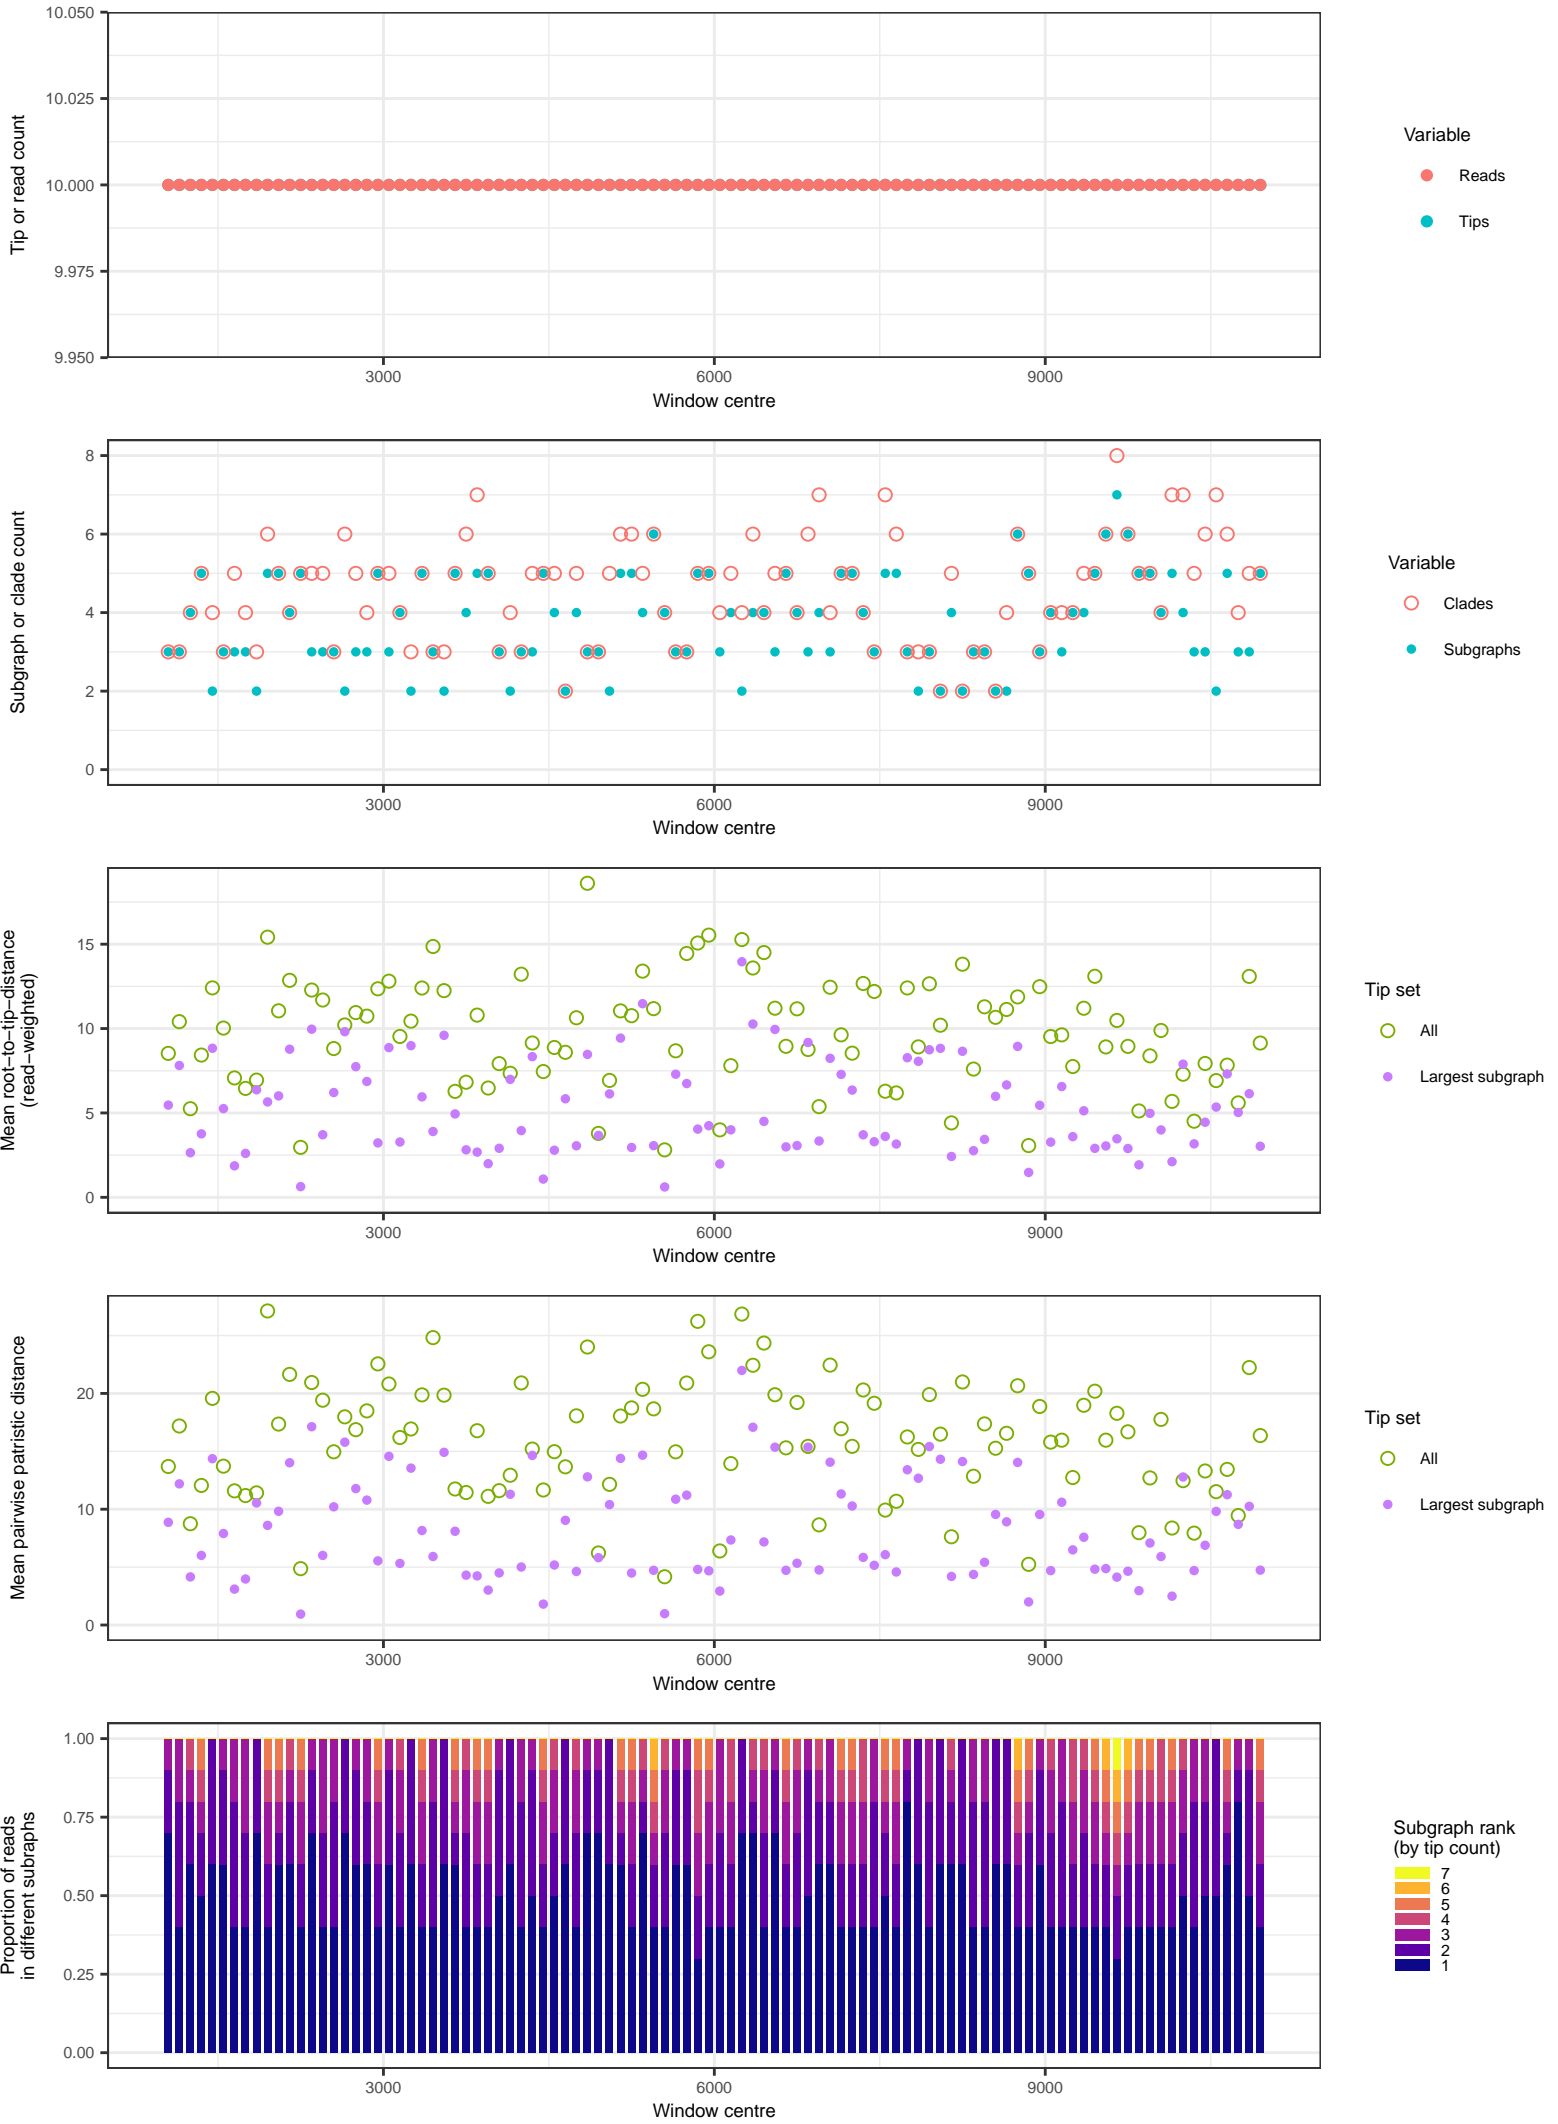 10.050
10.025
10.000
9.975
9.950
Tip or read count
3000 6000 9000
Window centre
Variable
Reads
Tips
8
6
4
2
0
Subgraph or clade count
3000 6000 9000
Window centre
Variable
Clades
Subgraphs
15
10
5
0
Mean root−to−tip−distance
(read−weighted)
3000 6000 9000
Window centre
Tip set
All
Largest subgraph
20
10
0
Mean pairwise patristic distance
3000 6000 9000
Window centre
Tip set
All
Largest subgraph
1.00
0.75
0.50
0.25
0.00
Proportion of reads
in different subraphs
3000 6000 9000
Window centre
Subgraph rank
(by tip count)
7
6
5
4
3
2
1